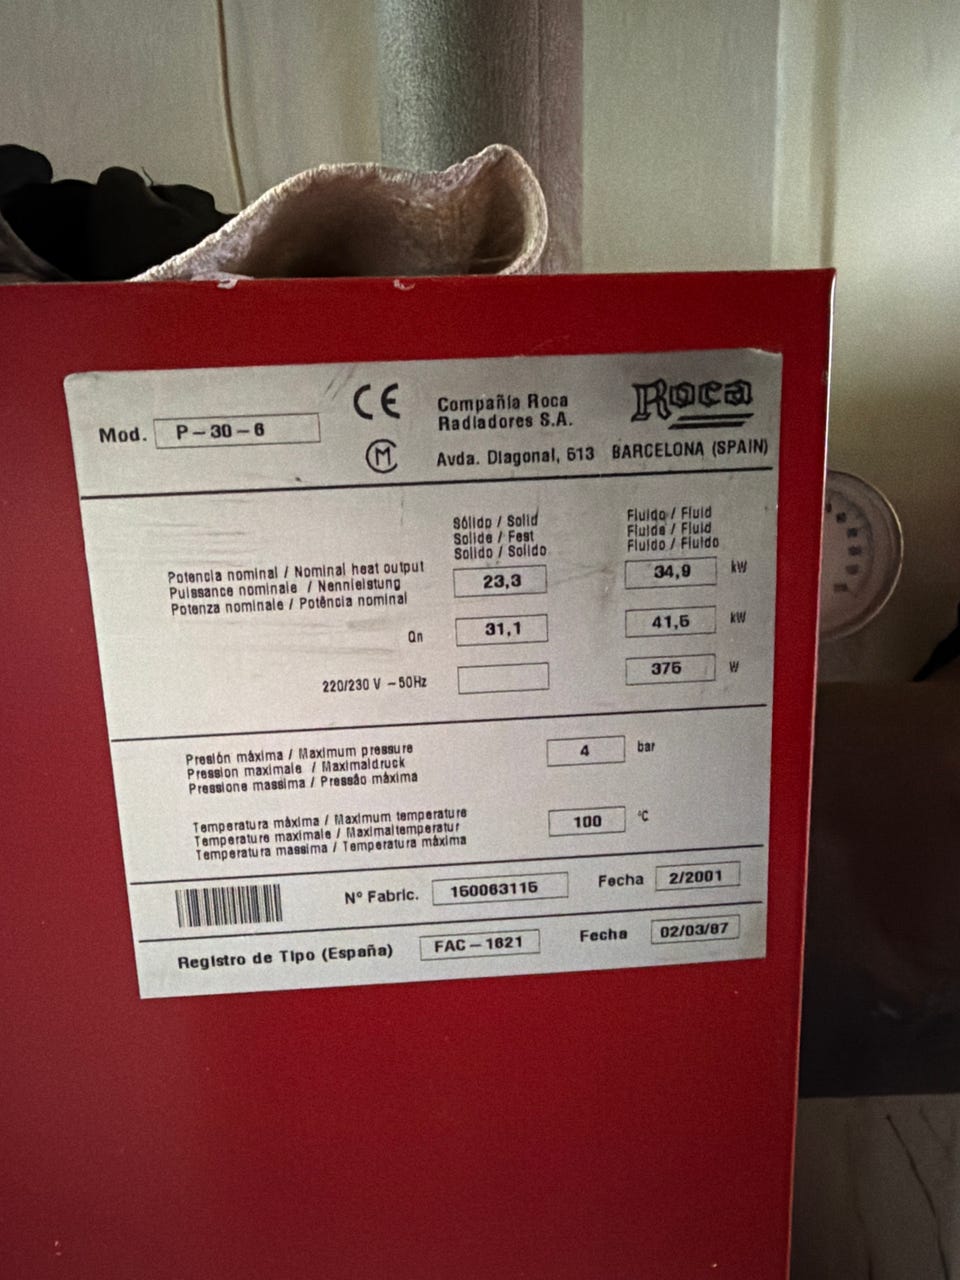 Mod. P-30-6
CE
Compañía Roca
Radiadores S.A.
Roca
M
Avda. Diagonal, 513 BARCELONA (SPAIN)
Sólido / Solid
Solide / Fest
Solido / Solido
Fluido / Fluid
Fluide / Fluid
Fluido / Fluido
Potencia nominal / Nominal heat output
Puissance nominale / Nennleistung
Potenza nominale / Potência nominal
23,3 34,9 kW
Qn 31,1 41,5 kW
220/230 V ~50Hz 375 W
Presión máxima / Maximum pressure
Pression maximale / Maximaldruck
Pressione massima / Pressão máxima
4 bar
Temperatura máxima / Maximum temperature
Temperature maximale / Maximaltemperatur
Temperatura massima / Temperatura máxima
100 °C
Nº Fabric. 150063115 Fecha 2/2001
Registro de Tipo (España) FAC-1621 Fecha 02/03/87